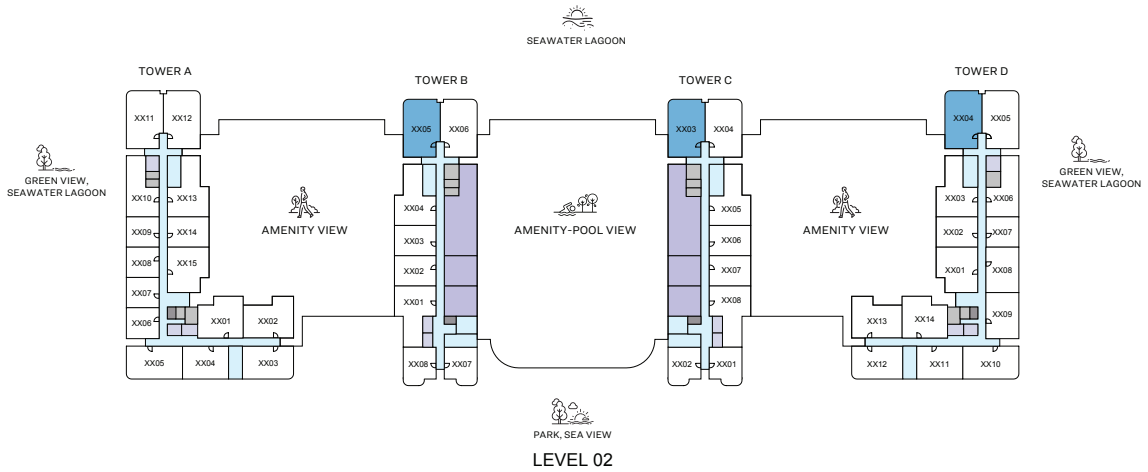 SEAWATER LAGOON
TOWER A
TOWER B
TOWER C
TOWER D
XX11
XX12
XX05
XX06
XX03
XX04
XX04
XX05
GREEN VIEW,
SEAWATER LAGOON
GREEN VIEW,
SEAWATER LAGOON
XX10
XX13
XX04
XX05
XX03
XX06
AMENITY VIEW
AMENITY-POOL VIEW
AMENITY VIEW
XX09
XX14
XX03
XX06
XX02
XX07
XX08
XX15
XX02
XX07
XX01
XX08
XX07
XX01
XX08
XX06
XX01
XX02
XX13
XX14
XX09
XX05
XX04
XX03
XX08
XX07
XX02
XX01
XX12
XX11
XX10
PARK, SEA VIEW
LEVEL 02